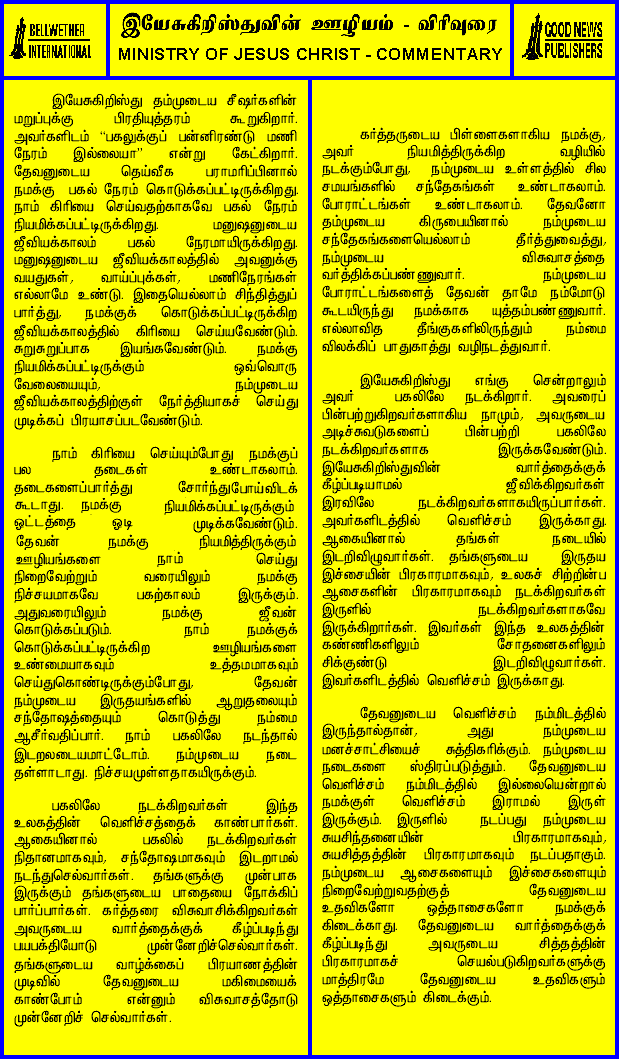 BELLWETHER
INTERNATIONAL
இயேசுகிறிஸ்துவின் ஊழியம் - விரிவுரை
MINISTRY OF JESUS CHRIST - COMMENTARY
GOOD NEWS
PUBLISHERS
இயேசுகிறிஸ்து தம்முடைய சீஷர்களின்
மறுப்புக்கு பிரதியுத்தரம் கூறுகிறார்.
அவர்களிடம் “பகலுக்குப் பன்னிரண்டு மணி
நேரம் இல்லையா” என்று கேட்கிறார்.
தேவனுடைய தெய்வீக பராமரிப்பினால்
நமக்கு பகல் நேரம் கொடுக்கப்பட்டிருக்கிறது.
நாம் கிரியை செய்வதற்காகவே பகல் நேரம்
நியமிக்கப்பட்டிருக்கிறது. மனுஷனுடைய
ஜீவியக்காலம் பகல் நேரமாயிருக்கிறது.
மனுஷனுடைய ஜீவியக்காலத்தில் அவனுக்கு
வயதுகள், வாய்ப்புக்கள், மணிநேரங்கள்
எல்லாமே உண்டு. இதையெல்லாம் சிந்தித்துப்
பார்த்து, நமக்குக் கொடுக்கப்பட்டிருக்கிற
ஜீவியக்காலத்தில் கிரியை செய்யவேண்டும்.
சுறுசுறுப்பாக இயங்கவேண்டும். நமக்கு
நியமிக்கப்பட்டிருக்கும் ஒவ்வொரு
வேலையையும், நம்முடைய
ஜீவியக்காலத்திற்குள் நேர்த்தியாகச் செய்து
முடிக்கப் பிரயாசப்படவேண்டும்.
நாம் கிரியை செய்யும்போது நமக்குப்
பல தடைகள் உண்டாகலாம்.
தடைகளைப்பார்த்து சோர்ந்துபோய்விடக்
கூடாது. நமக்கு நியமிக்கப்பட்டிருக்கும்
ஓட்டத்தை ஓடி முடிக்கவேண்டும்.
தேவன் நமக்கு நியமித்திருக்கும்
ஊழியங்களை நாம் செய்து
நிறைவேற்றும் வரையிலும் நமக்கு
நிச்சயமாகவே பகற்காலம் இருக்கும்.
அதுவரையிலும் நமக்கு ஜீவன்
கொடுக்கப்படும். நாம் நமக்குக்
கொடுக்கப்பட்டிருக்கிற ஊழியங்களை
உண்மையாகவும் உத்தமமாகவும்
செய்துகொண்டிருக்கும்போது, தேவன்
நம்முடைய இருதயங்களில் ஆறுதலையும்
சந்தோஷத்தையும் கொடுத்து நம்மை
ஆசீர்வதிப்பார். நாம் பகலிலே நடந்தால்
இடறலடையமாட்டோம். நம்முடைய நடை
தள்ளாடாது. நிச்சயமுள்ளதாகயிருக்கும்.
பகலிலே நடக்கிறவர்கள் இந்த
உலகத்தின் வெளிச்சத்தைக் காண்பார்கள்.
ஆகையினால் பகலில் நடக்கிறவர்கள்
நிதானமாகவும், சந்தோஷமாகவும் இடறாமல்
நடந்துசெல்வார்கள். தங்களுக்கு முன்பாக
இருக்கும் தங்களுடைய பாதையை நோக்கிப்
பார்ப்பார்கள். கர்த்தரை விசுவாசிக்கிறவர்கள்
அவருடைய வார்த்தைக்குக் கீழ்ப்படிந்து
பயபக்தியோடு முன்னேறிச்செல்வார்கள்.
தங்களுடைய வாழ்க்கைப் பிரயாணத்தின்
முடிவில் தேவனுடைய மகிமையைக்
காண்போம் என்னும் விசுவாசத்தோடு
முன்னேறிச் செல்வார்கள்.
கர்த்தருடைய பிள்ளைகளாகிய நமக்கு,
அவர் நியமித்திருக்கிற வழியில்
நடக்கும்போது, நம்முடைய உள்ளத்தில் சில
சமயங்களில் சந்தேகங்கள் உண்டாகலாம்.
போராட்டங்கள் உண்டாகலாம். தேவனோ
தம்முடைய கிருபையினால் நம்முடைய
சந்தேகங்களையெல்லாம் தீர்த்துவைத்து,
நம்முடைய விசுவாசத்தை
வர்த்திக்கப்பண்ணுவார். நம்முடைய
போராட்டங்களைத் தேவன் தாமே நம்மோடு
கூடயிருந்து நமக்காக யுத்தம்பண்ணுவார்.
எல்லாவித தீங்குகளிலிருந்தும் நம்மை
விலக்கிப் பாதுகாத்து வழிநடத்துவார்.
இயேசுகிறிஸ்து எங்கு சென்றாலும்
அவர் பகலிலே நடக்கிறார். அவரைப்
பின்பற்றுகிறவர்களாகிய நாமும், அவருடைய
அடிச்சுவடுகளைப் பின்பற்றி பகலிலே
நடக்கிறவர்களாக இருக்கவேண்டும்.
இயேசுகிறிஸ்துவின் வார்த்தைக்குக்
கீழ்ப்படியாமல் ஜீவிக்கிறவர்கள்
இரவிலே நடக்கிறவர்களாகயிருப்பார்கள்.
அவர்களிடத்தில் வெளிச்சம் இருக்காது.
ஆகையினால் தங்கள் நடையில்
இடறிவிழுவார்கள். தங்களுடைய இருதய
இச்சையின் பிரகாரமாகவும், உலகச் சிற்றின்ப
ஆசைகளின் பிரகாரமாகவும் நடக்கிறவர்கள்
இருளில் நடக்கிறவர்களாகவே
இருக்கிறார்கள். இவர்கள் இந்த உலகத்தின்
கண்ணிகளிலும் சோதனைகளிலும்
சிக்குண்டு இடறிவிழுவார்கள்.
இவர்களிடத்தில் வெளிச்சம் இருக்காது.
தேவனுடைய வெளிச்சம் நம்மிடத்தில்
இருந்தால்தான், அது நம்முடைய
மனச்சாட்சியைச் சுத்திகரிக்கும். நம்முடைய
நடைகளை ஸ்திரப்படுத்தும். தேவனுடைய
வெளிச்சம் நம்மிடத்தில் இல்லையென்றால்
நமக்குள் வெளிச்சம் இராமல் இருள்
இருக்கும். இருளில் நடப்பது நம்முடைய
சுயசிந்தனையின் பிரகாரமாகவும்,
சுயசித்தத்தின் பிரகாரமாகவும் நடப்பதாகும்.
நம்முடைய ஆசைகளையும் இச்சைகளையும்
நிறைவேற்றுவதற்குத் தேவனுடைய
உதவிகளோ ஒத்தாசைகளோ நமக்குக்
கிடைக்காது. தேவனுடைய வார்த்தைக்குக்
கீழ்ப்படிந்து அவருடைய சித்தத்தின்
பிரகாரமாகச் செயல்படுகிறவர்களுக்கு
மாத்திரமே தேவனுடைய உதவிகளும்
ஒத்தாசைகளும் கிடைக்கும்.